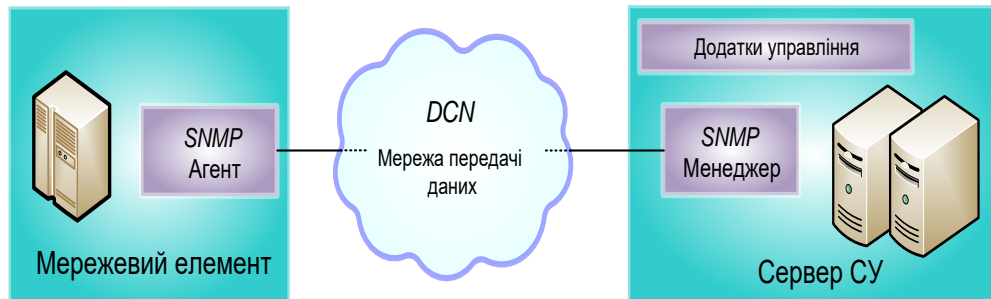 SNMP
Агент
Мережевий елемент
DCN
Мережа передачі
даних
Додатки управління
SNMP
Менеджер
Сервер СУ